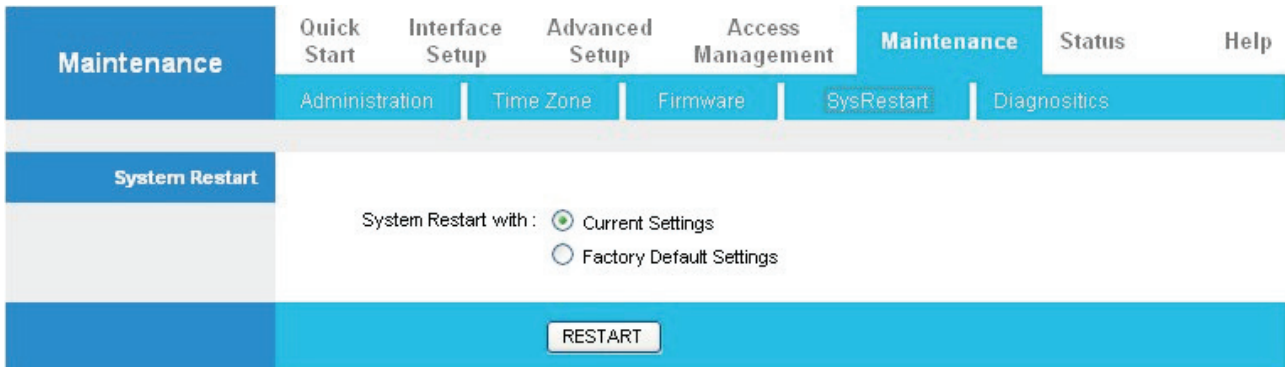 Maintenance
Quick Start
Interface Setup
Advanced Setup
Access Management
Maintenance
Status
Help
Administration
Time Zone
Firmware
SysRestart
Diagnositics
System Restart
System Restart with :
Current Settings
Factory Default Settings
RESTART